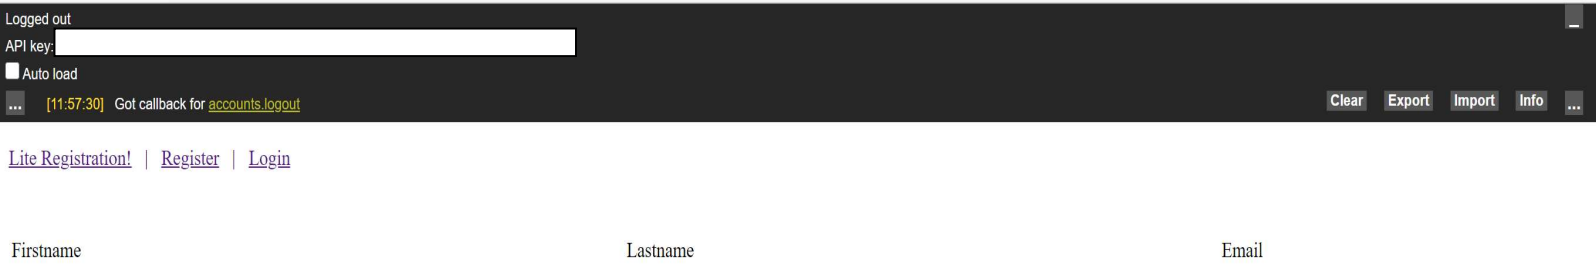 Logged out
_
API key:
Auto load
... [11:57:30] Got callback for accounts.logout Clear Export Import Info ...
Lite Registration! | Register | Login
Firstname Lastname Email